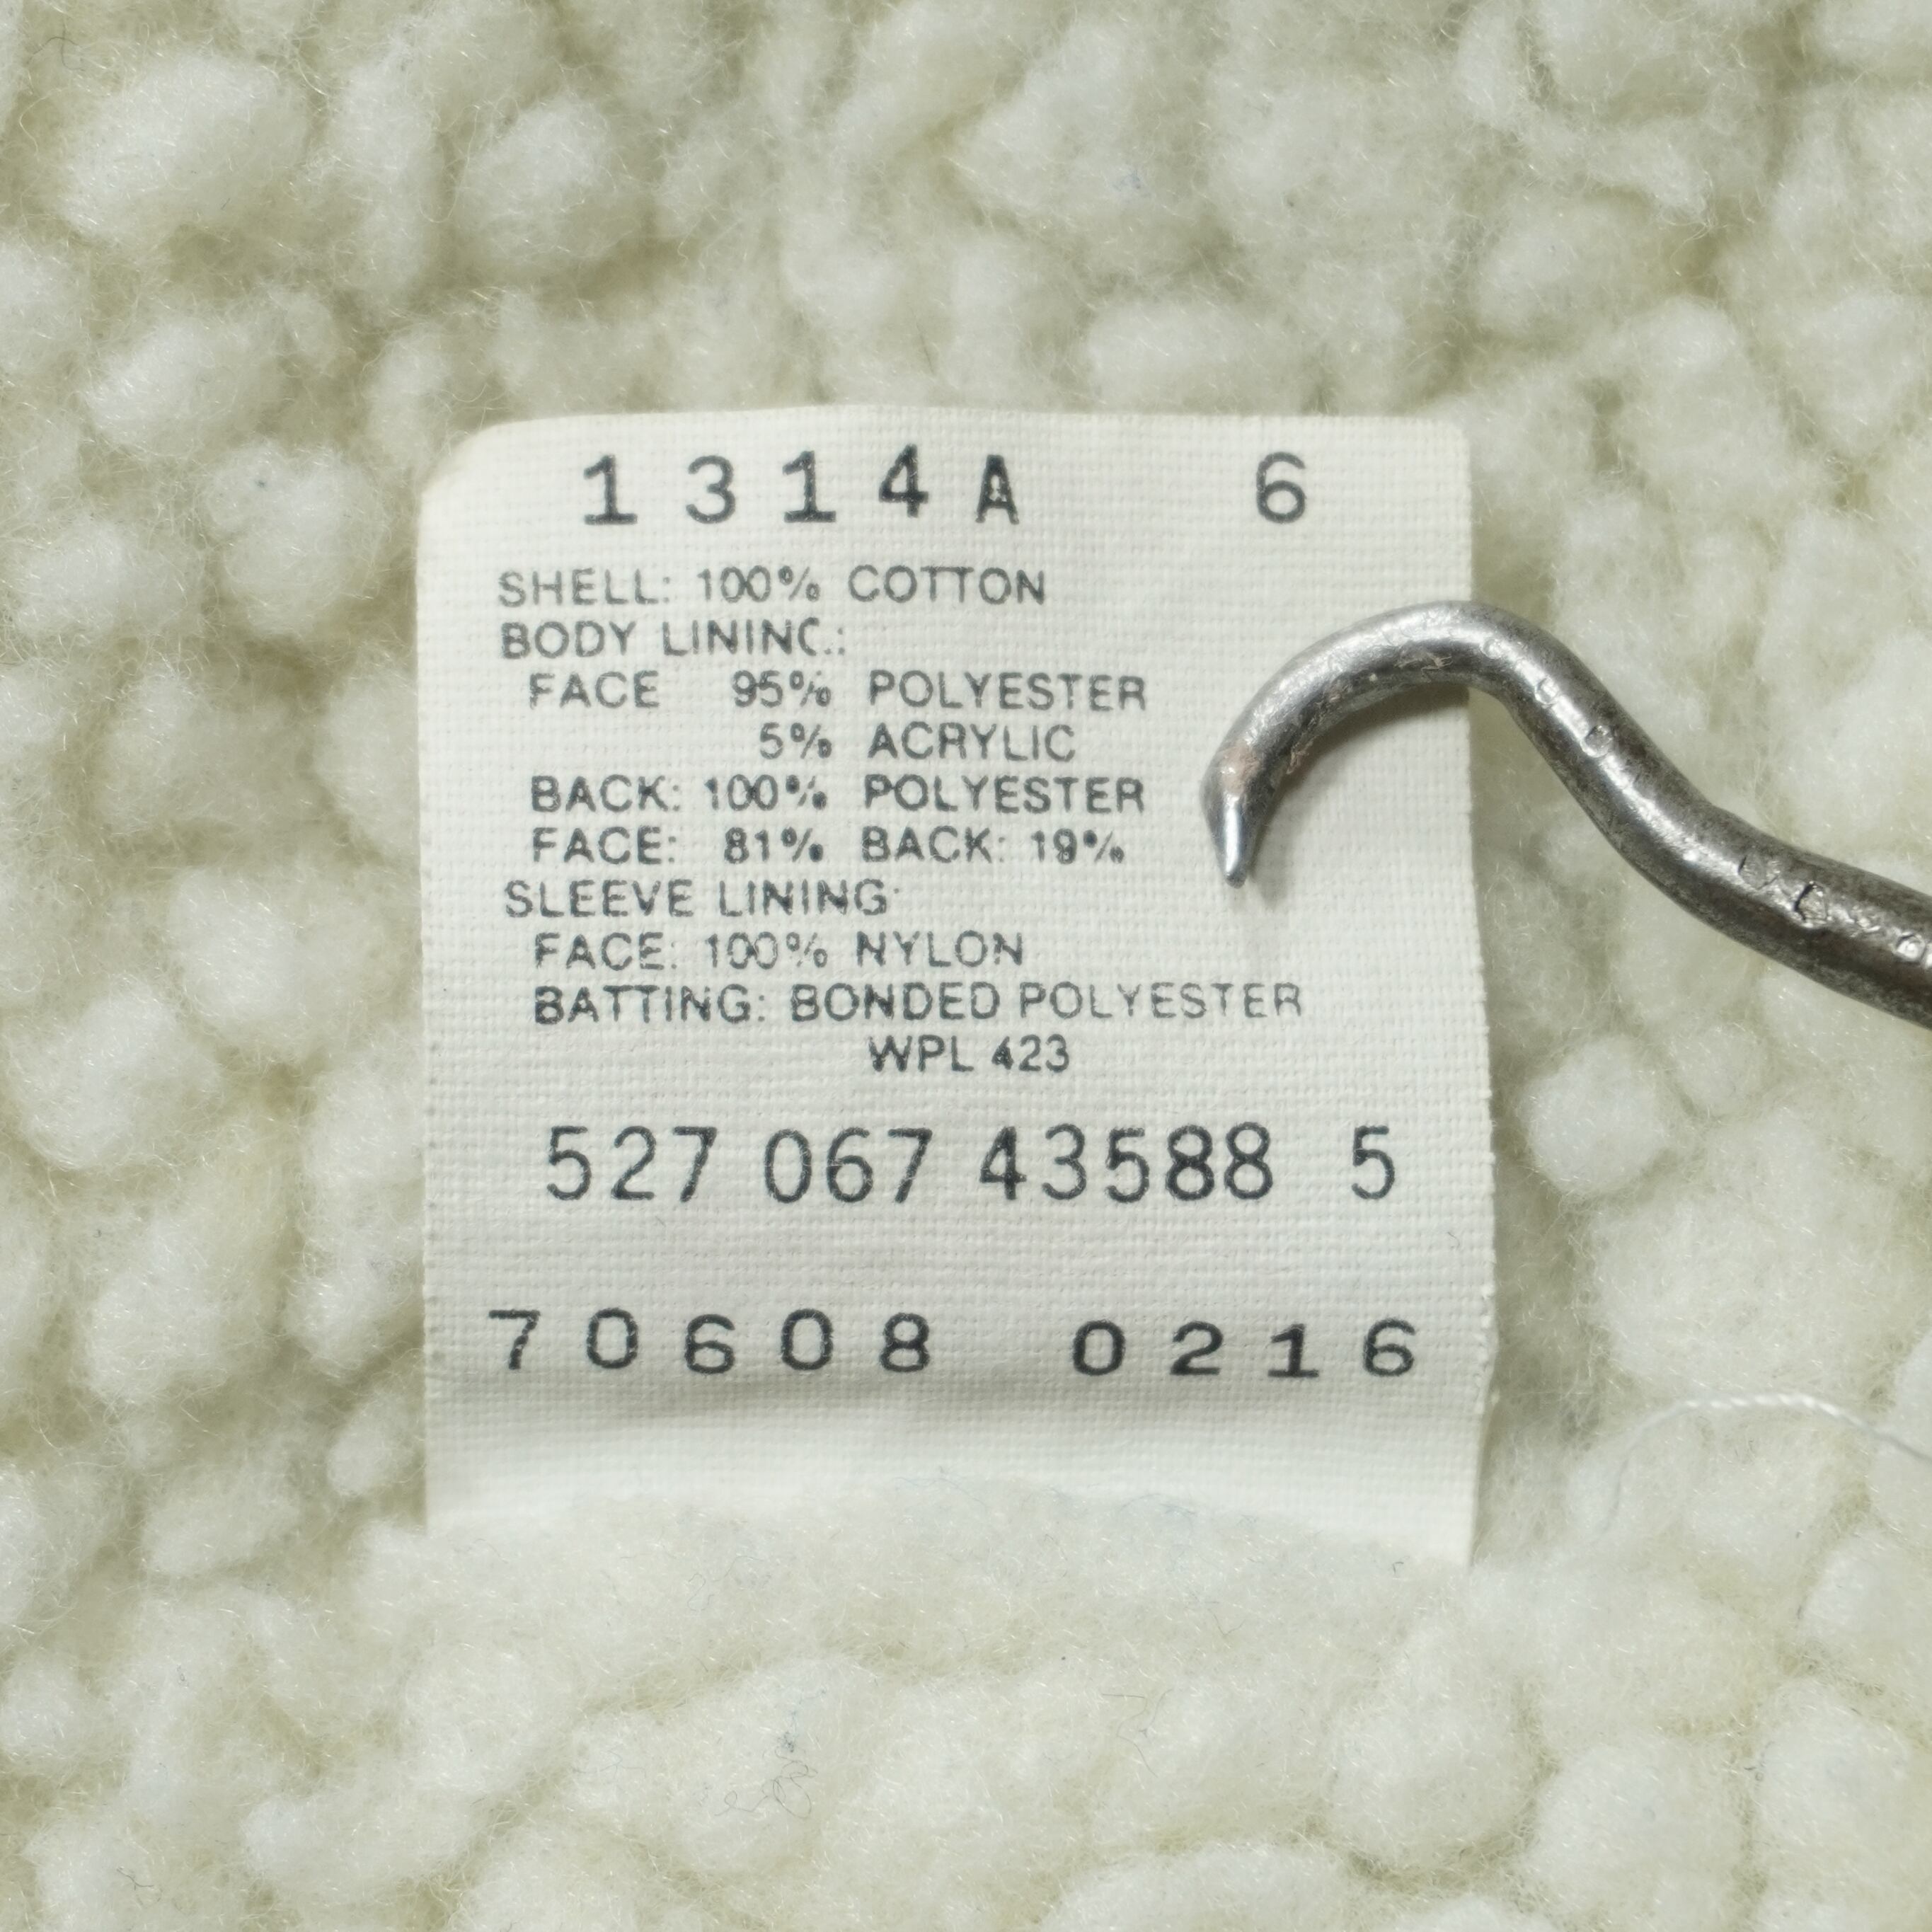 1314A 6
SHELL: 100% COTTON
BODY LINING:
FACE 95% POLYESTER
5% ACRYLIC
BACK: 100% POLYESTER
FACE: 81% BACK: 19%
SLEEVE LINING:
FACE: 100% NYLON
BATTING: BONDED POLYESTER
WPL 423
527 067 43588 5
70608 0216